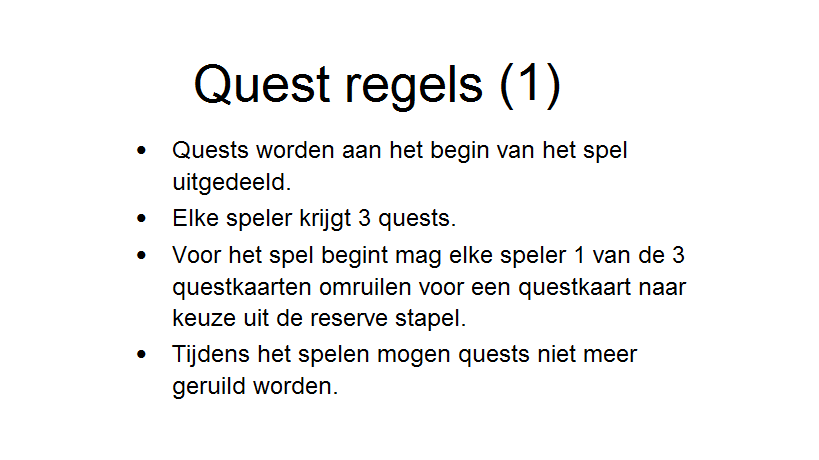 Quest regels (1)
• Quests worden aan het begin van het spel
uitgedeeld.
• Elke speler krijgt 3 quests.
• Voor het spel begint mag elke speler 1 van de 3
questkaarten omruilen voor een questkaart naar
keuze uit de reserve stapel.
• Tijdens het spelen mogen quests niet meer
geruild worden.